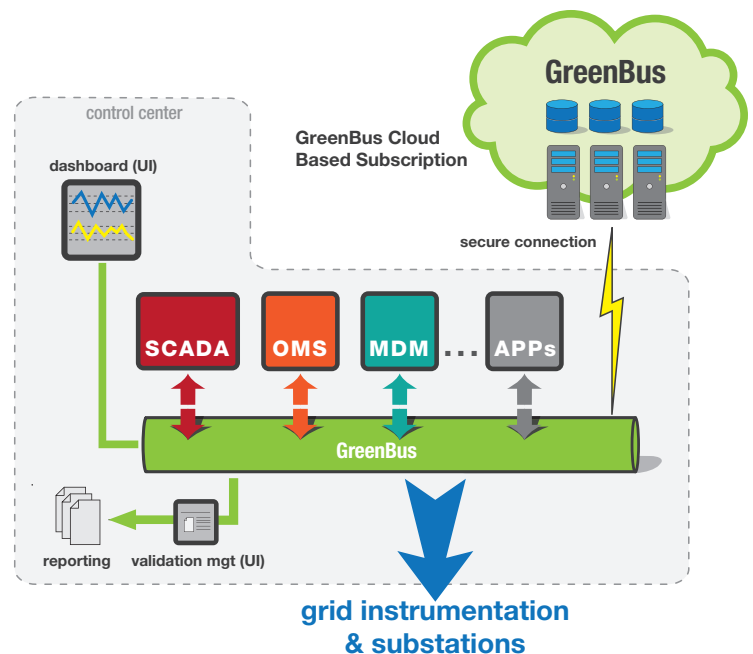 GreenBus
control center
GreenBus Cloud
Based Subscription
dashboard (UI)
secure connection
SCADA
OMS
MDM
...
APPs
GreenBus
reporting
validation mgt (UI)
grid instrumentation
& substations